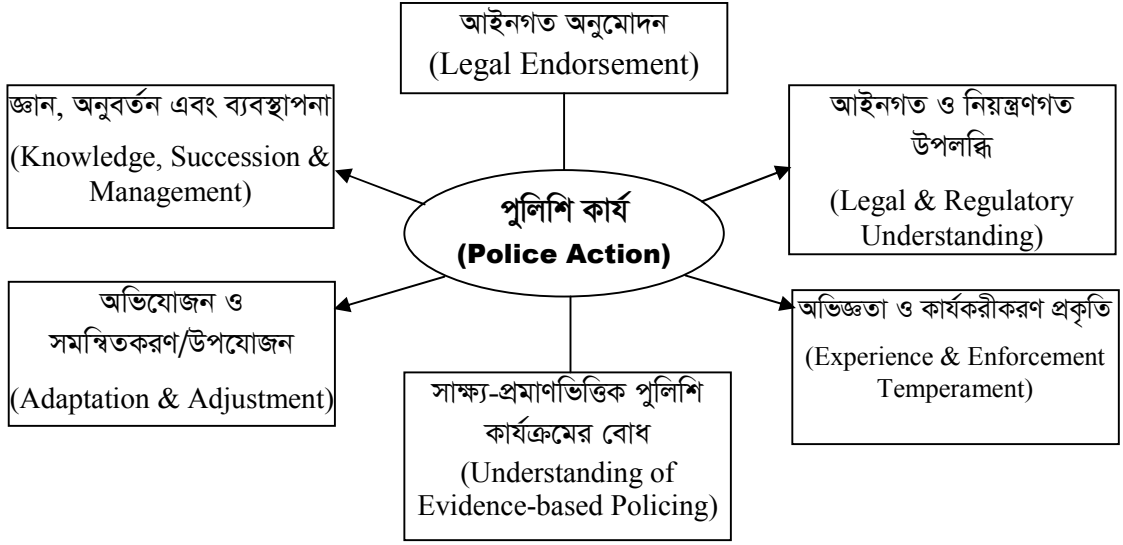 আইনগত অনুমোদন
(Legal Endorsement)
জ্ঞান, অনুবর্তন এবং ব্যবস্থাপনা
(Knowledge, Succession &
Management)
আইনগত ও নিয়ন্ত্রণগত
উপলব্ধি
(Legal & Regulatory
Understanding)
পুলিশি কার্য
(Police Action)
অভিযোজন ও
সমন্বিতকরণ/উপযোজন
(Adaptation & Adjustment)
অভিজ্ঞতা ও কার্যকরীকরণ প্রকৃতি
(Experience & Enforcement
Temperament)
সাক্ষ্য-প্রমাণভিত্তিক পুলিশি
কার্যক্রমের বোধ
(Understanding of
Evidence-based Policing)